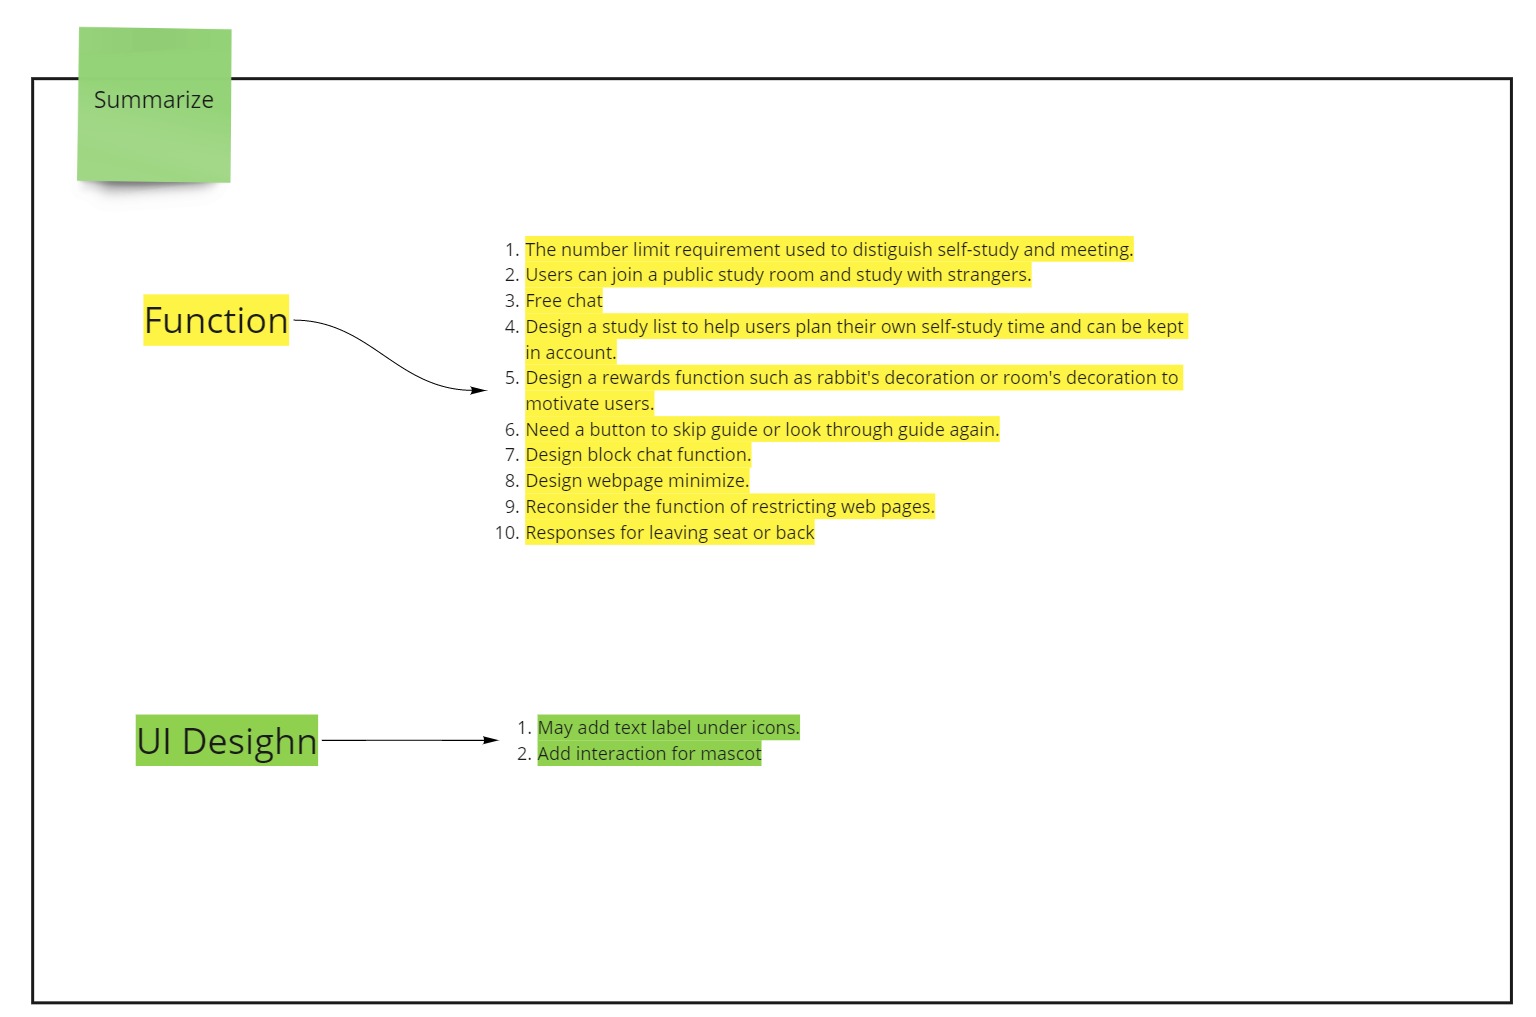 Summarize
Function
1. The number limit requirement used to distiguish self-study and meeting.
2. Users can join a public study room and study with strangers.
3. Free chat
4. Design a study list to help users plan their own self-study time and can be kept
in account.
5. Design a rewards function such as rabbit's decoration or room's decoration to
motivate users.
6. Need a button to skip guide or look through guide again.
7. Design block chat function.
8. Design webpage minimize.
9. Reconsider the function of restricting web pages.
10. Responses for leaving seat or back
UI Desighn
1. May add text label under icons.
2. Add interaction for mascot